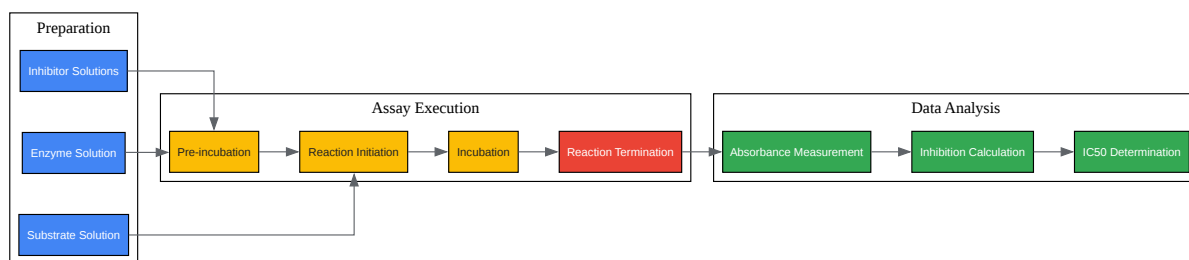 Preparation
Inhibitor Solutions
Enzyme Solution
Substrate Solution
Assay Execution
Pre-incubation
Reaction Initiation
Incubation
Reaction Termination
Data Analysis
Absorbance Measurement
Inhibition Calculation
IC50 Determination